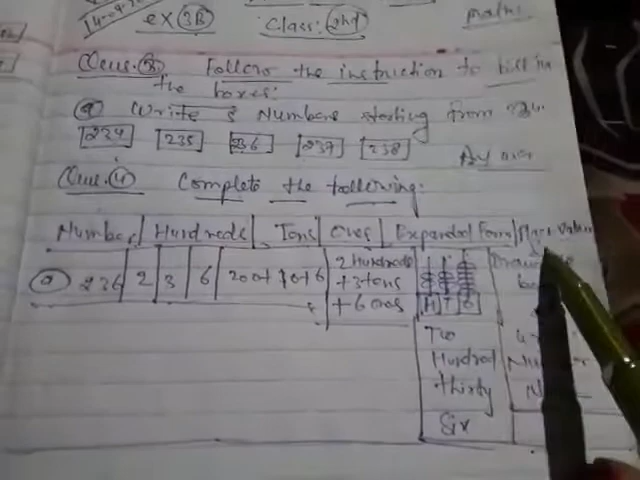 ex 3B
Class: 2nd
Maths
Ques. 3 Follow the instruction to fill in
the boxes:
a Write 5 Numbers starting from 234.
234 235 236 237 238
Ques. 4 Complete the following:
Number Hundreds Tens Ones Expanded Form Place Value
a 236 2 3 6 200+30+6 2 hundreds
+3 tens
+6 ones H T O
Two
Hundred
thirty
Six